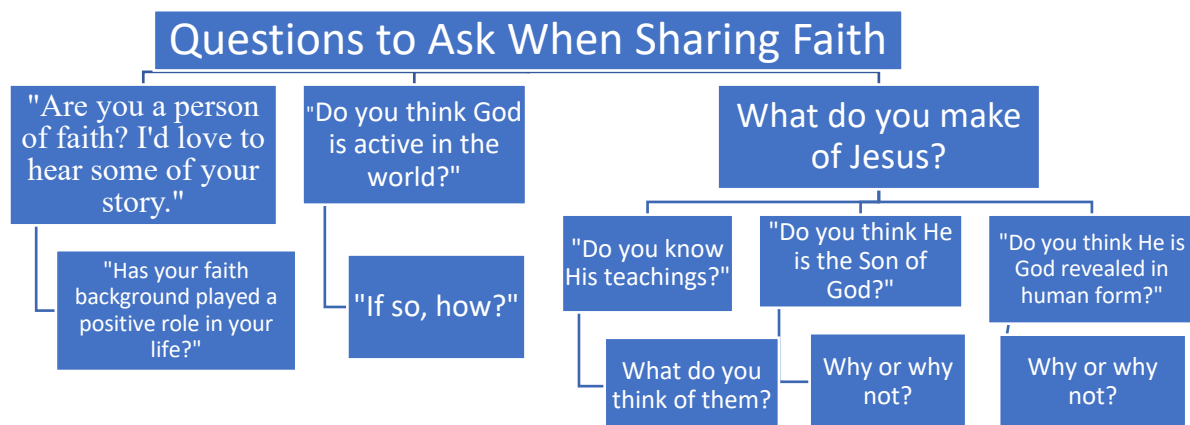 Questions to Ask When Sharing Faith
"Are you a person
of faith? I'd love to
hear some of your
story."
"Has your faith
background played a
positive role in your
life?"
"Do you think God
is active in the
world?"
"If so, how?"
What do you make
of Jesus?
"Do you know
His teachings?"
What do you
think of them?
"Do you think He
is the Son of
God?"
Why or why
not?
"Do you think He is
God revealed in
human form?"
Why or why
not?